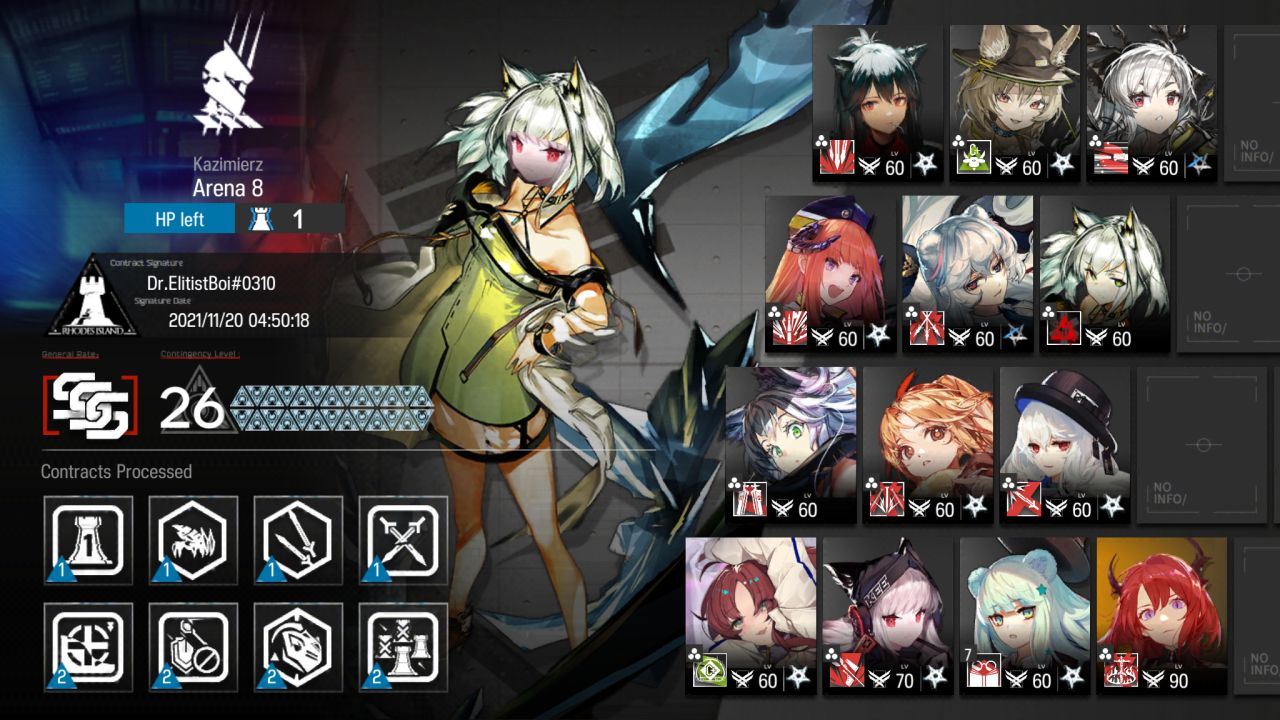 Kazimierz
Arena 8
HP left
1
Contract Signature
Dr.ElitistBoi#0310
Signature Date
2021/11/20 04:50:18
RHODES ISLAND
General Rate:
Contingency Level:
26
Contracts Processed
1
1
1
1
1
2
2
2
2
LV
60
LV
60
LV
60
NO
INFO/
LV
60
LV
60
LV
60
NO
INFO/
LV
60
LV
60
LV
60
NO
INFO/
LV
60
LV
70
7
LV
60
LV
90
NO
INFO